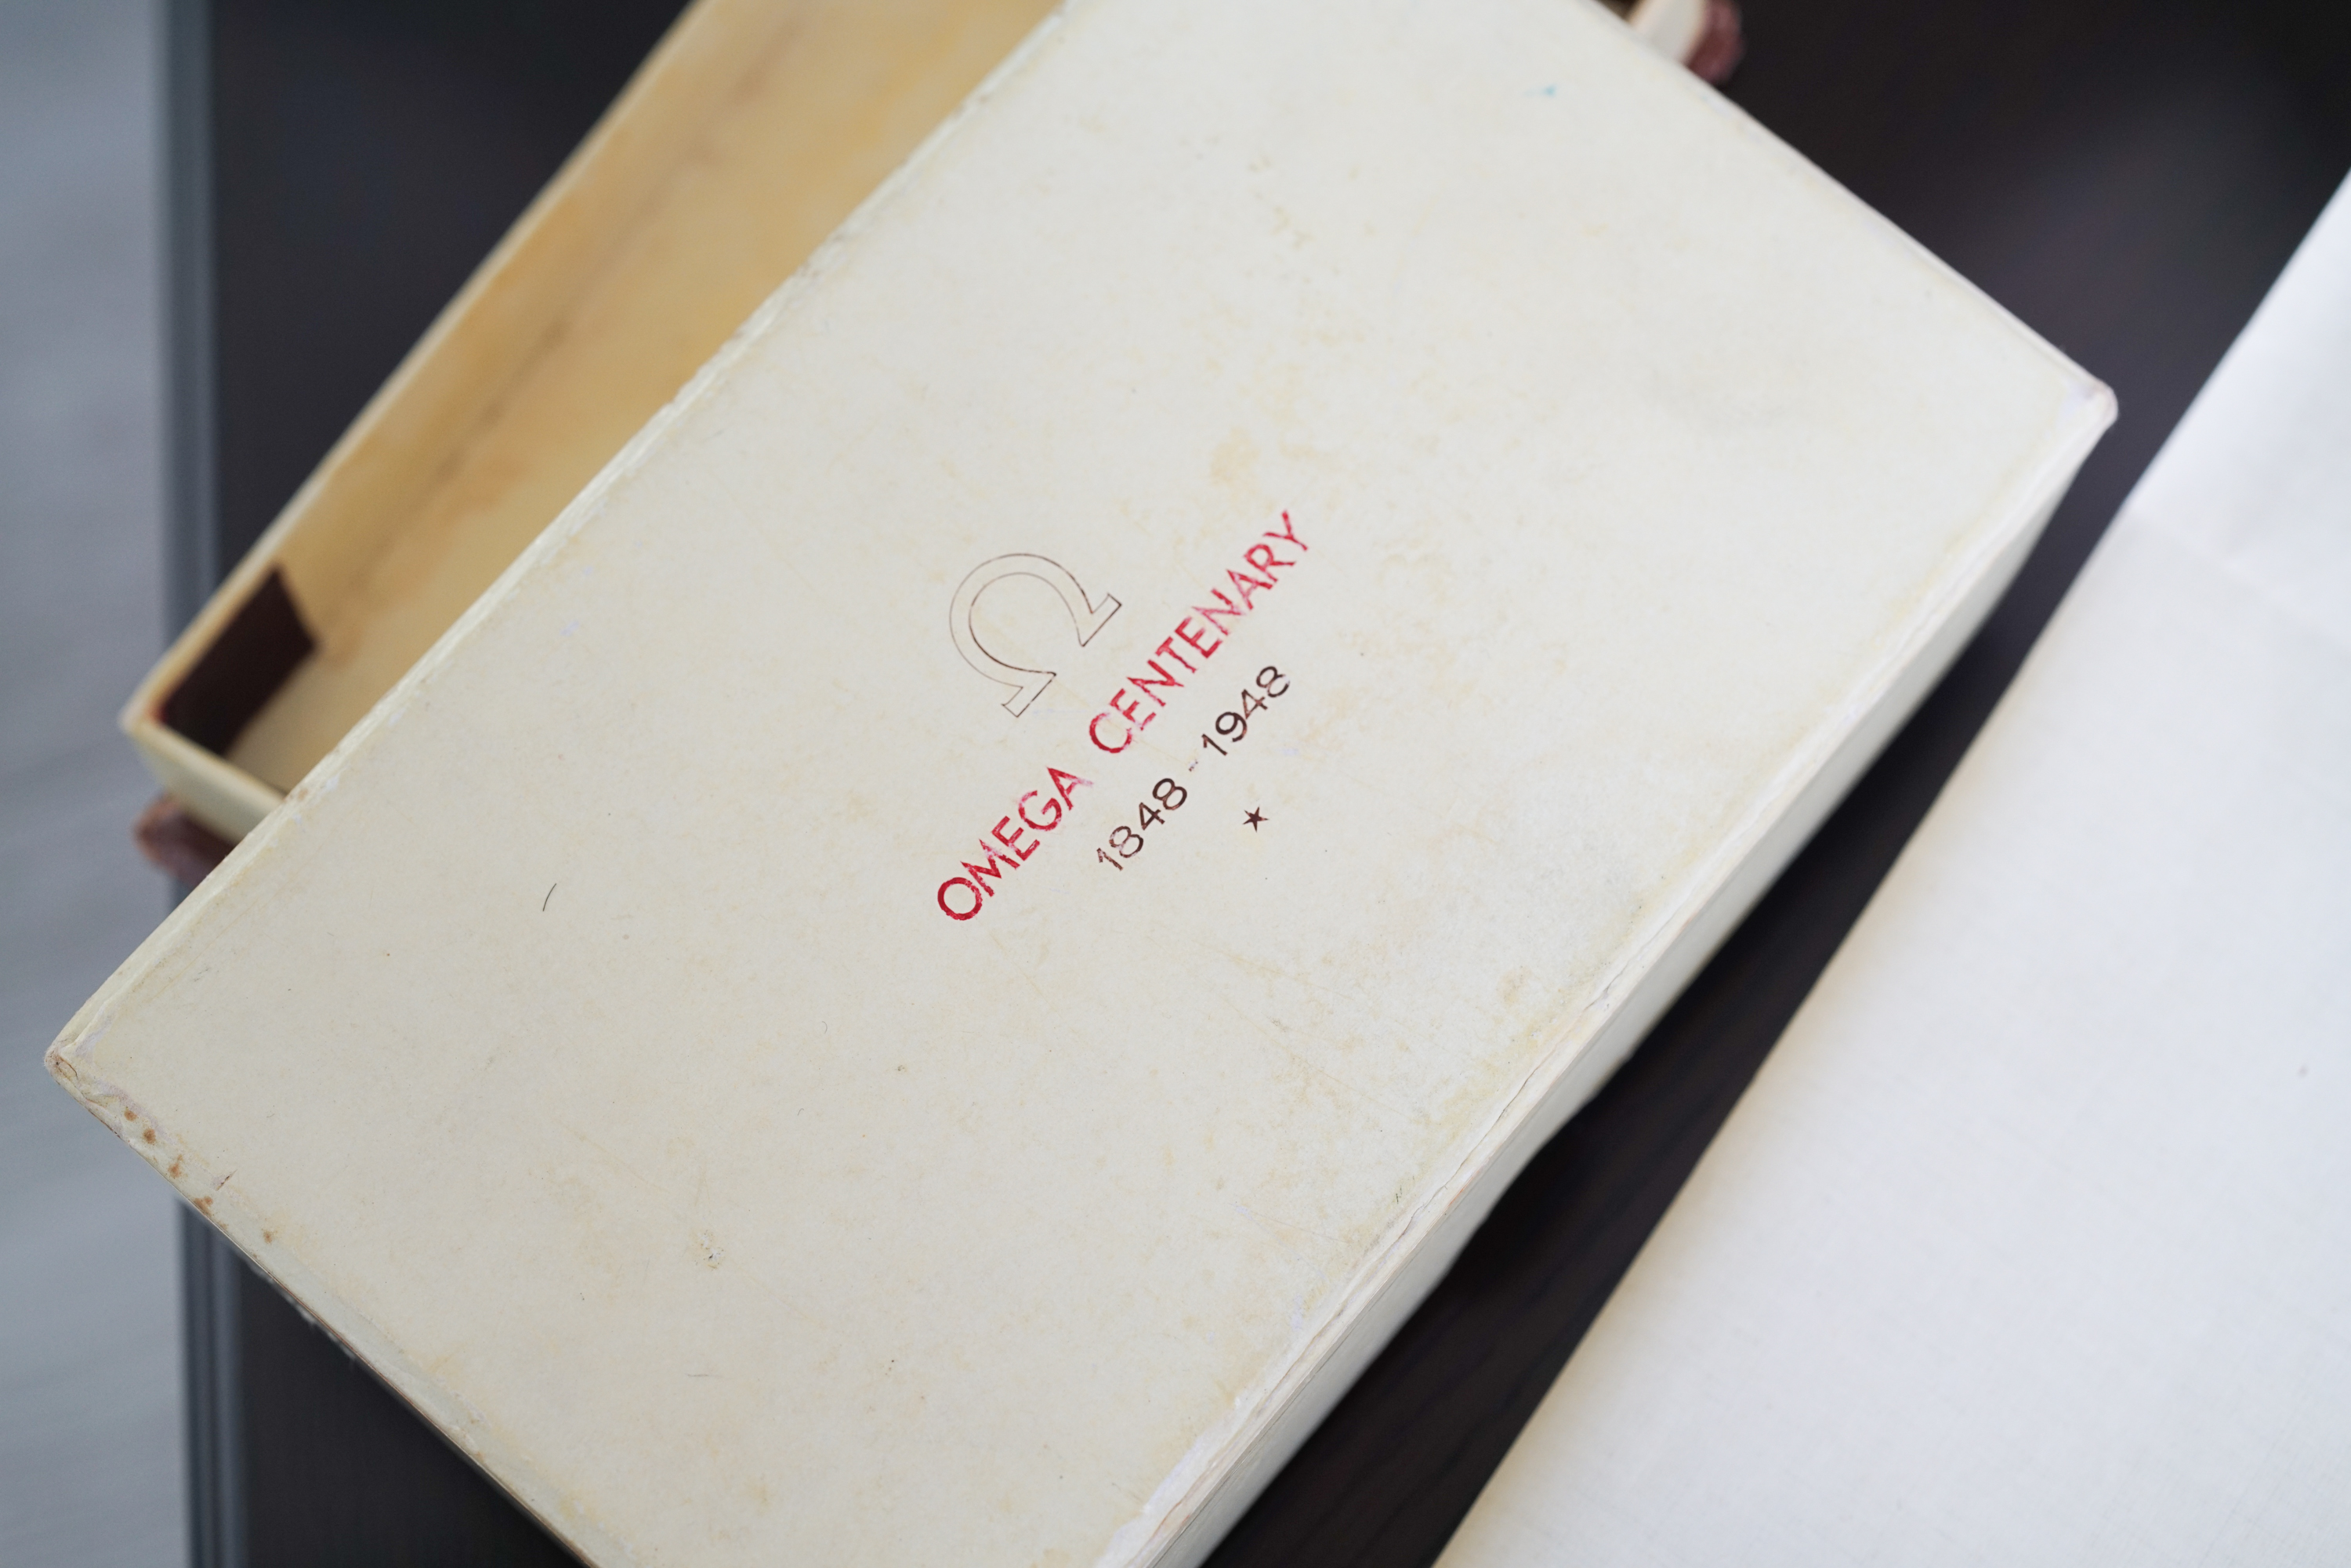 Ω
OMEGA CENTENARY
1848 - 1948
★